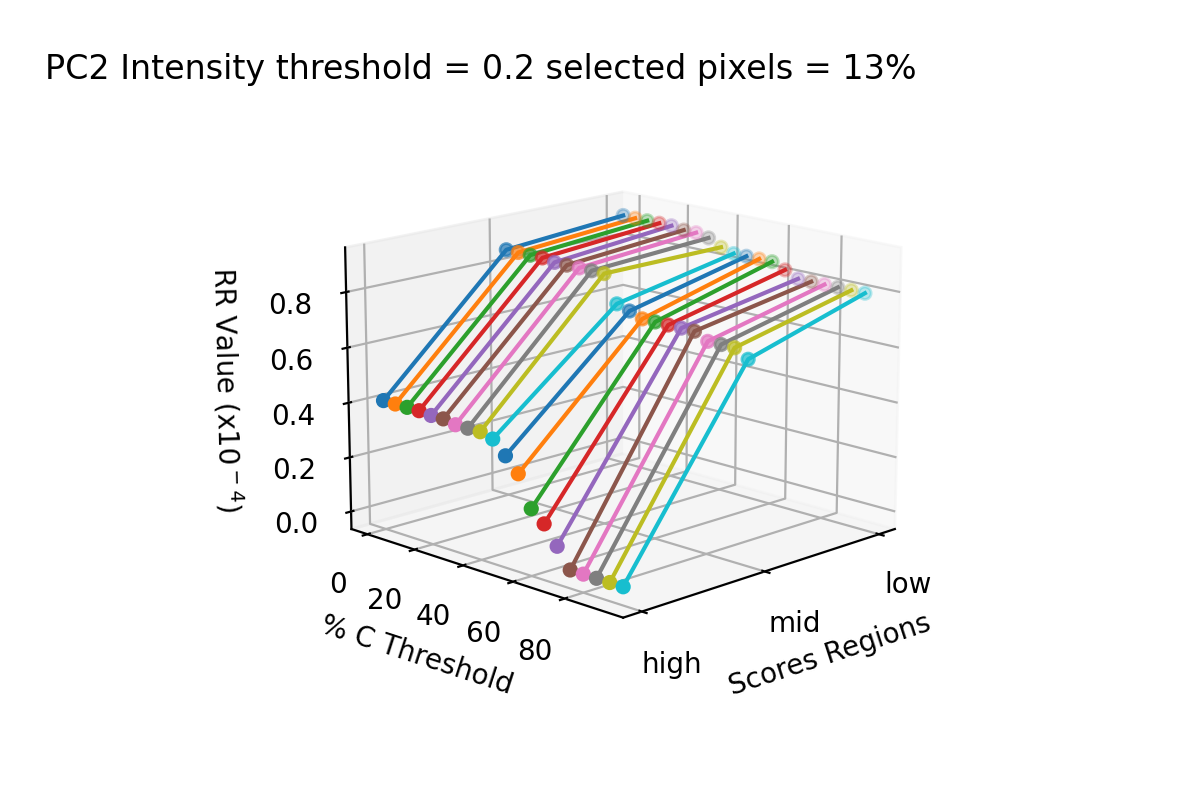 PC2 Intensity threshold = 0.2 selected pixels = 13%
RR Value (x10⁻⁴)
0.8
0.6
0.4
0.2
0.0
0
20
40
60
80
% C Threshold
high
mid
low
Scores Regions